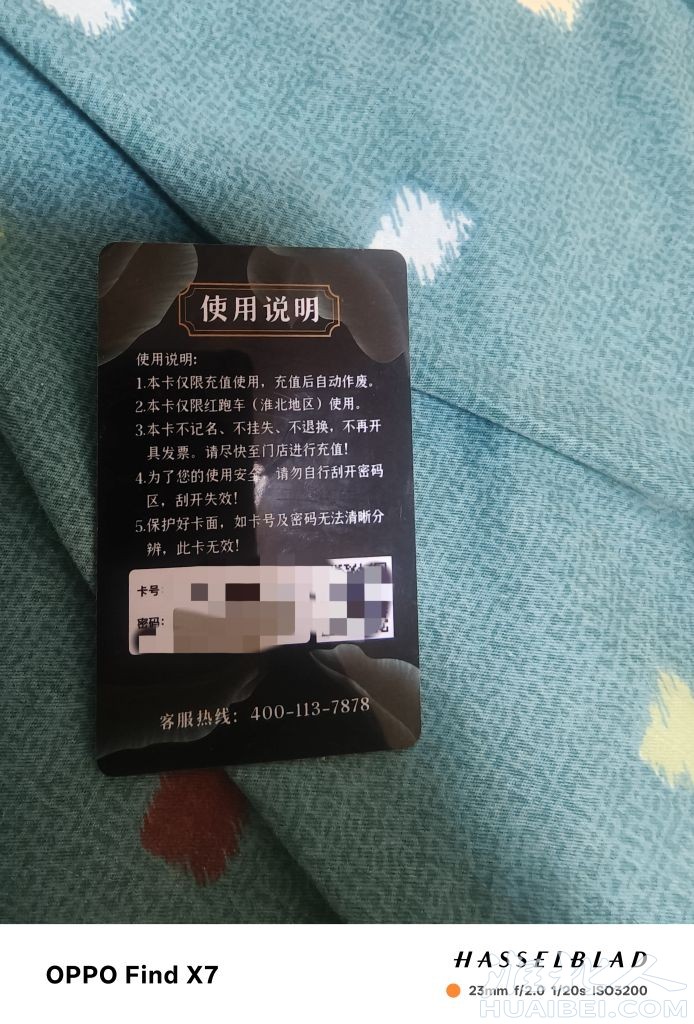 使用说明
使用说明:
1.本卡仅限充值使用，充值后自动作废。
2.本卡仅限红跑车（淮北地区）使用。
3.本卡不记名、不挂失、不退换，不再开
具发票。请尽快至门店进行充值!
4.为了您的使用安全，请勿自行刮开密码
区，刮开失效!
5.保护好卡面，如卡号及密码无法清晰分
辨，此卡无效!
卡号
密码:
客服热线: 400-113-7878
OPPO Find X7
HASSELBLAD
23mm f/2.0 1/20s ISO3200
淮北人
HUAIBEI.COM